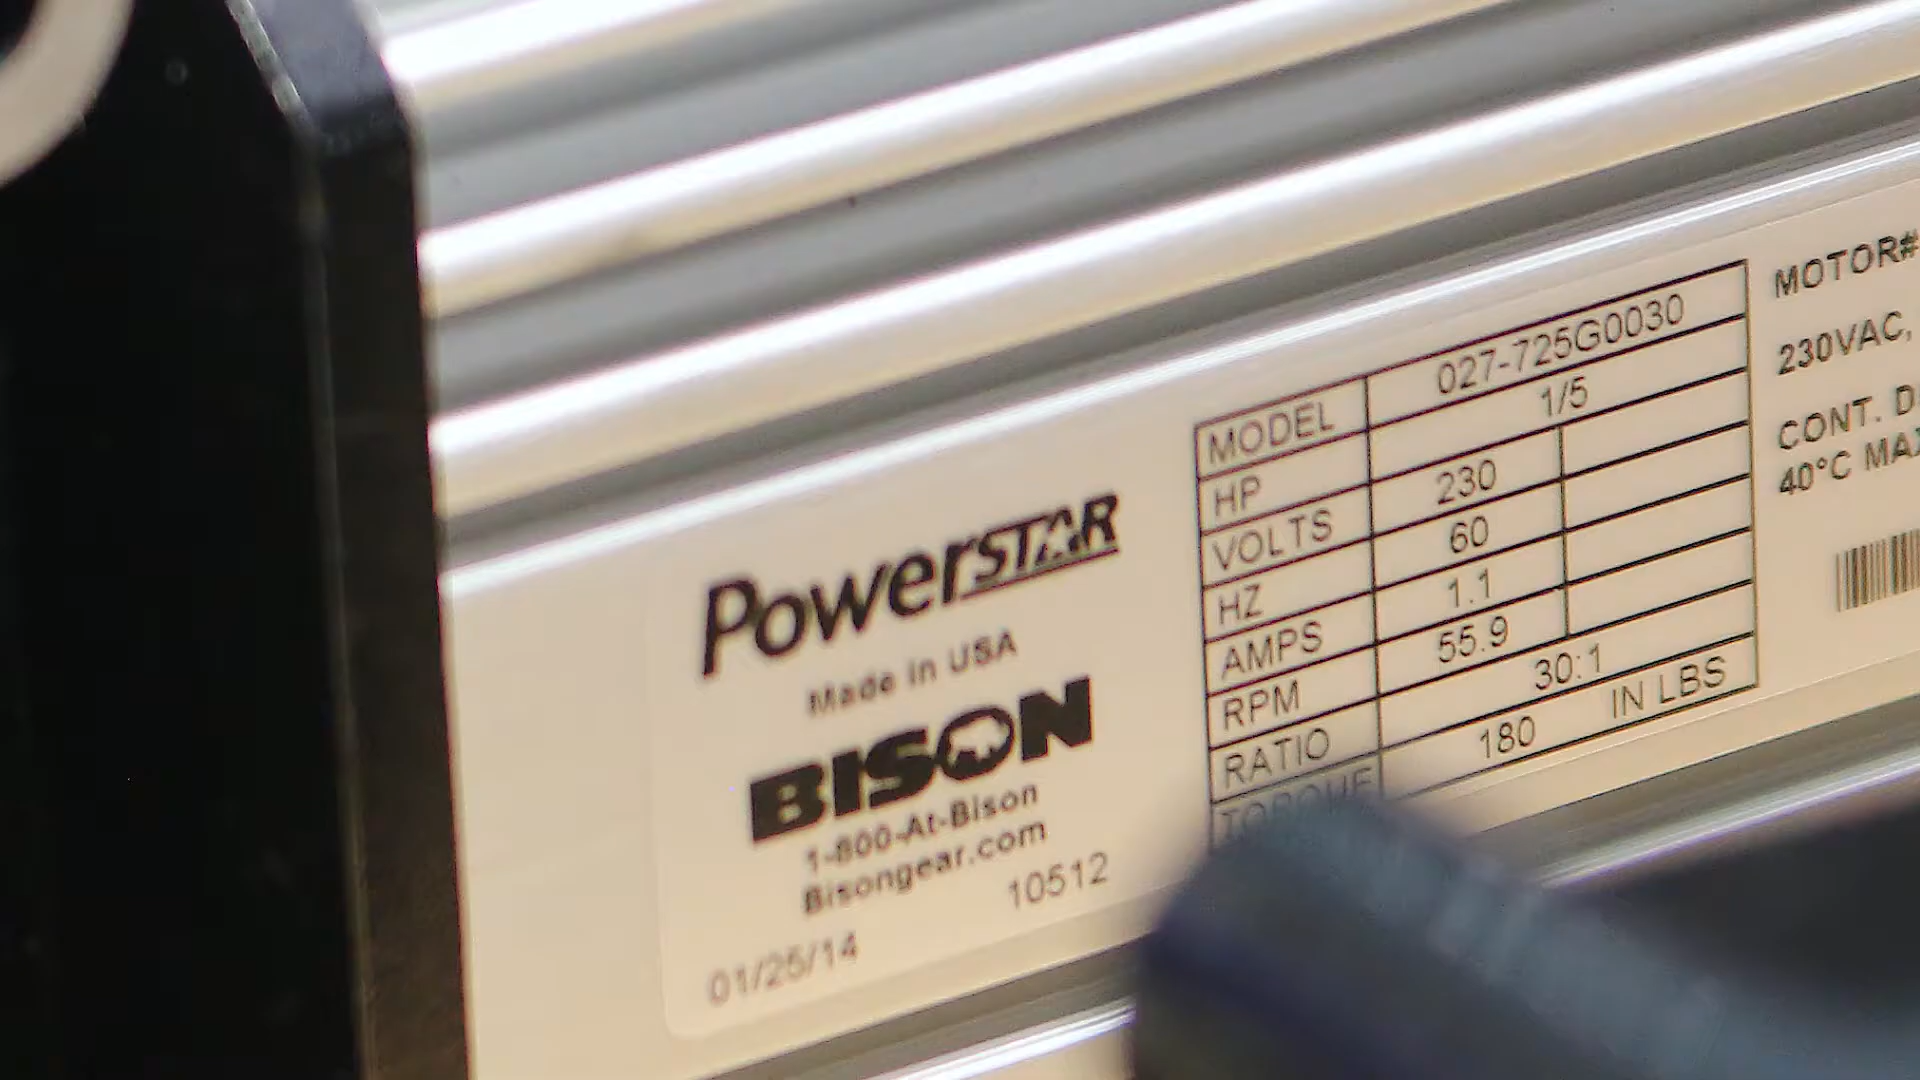 PowerSTAR
Made In USA
BISON
1-800-At-Bison
Bisongear.com
10512
01/25/14
MODEL 027-725G0030
HP 1/5
VOLTS 230
HZ 60
AMPS 1.1
RPM 55.9
RATIO 30:1
TORQUE 180 IN LBS
MOTOR#
230VAC,
CONT. D
40°C MAX